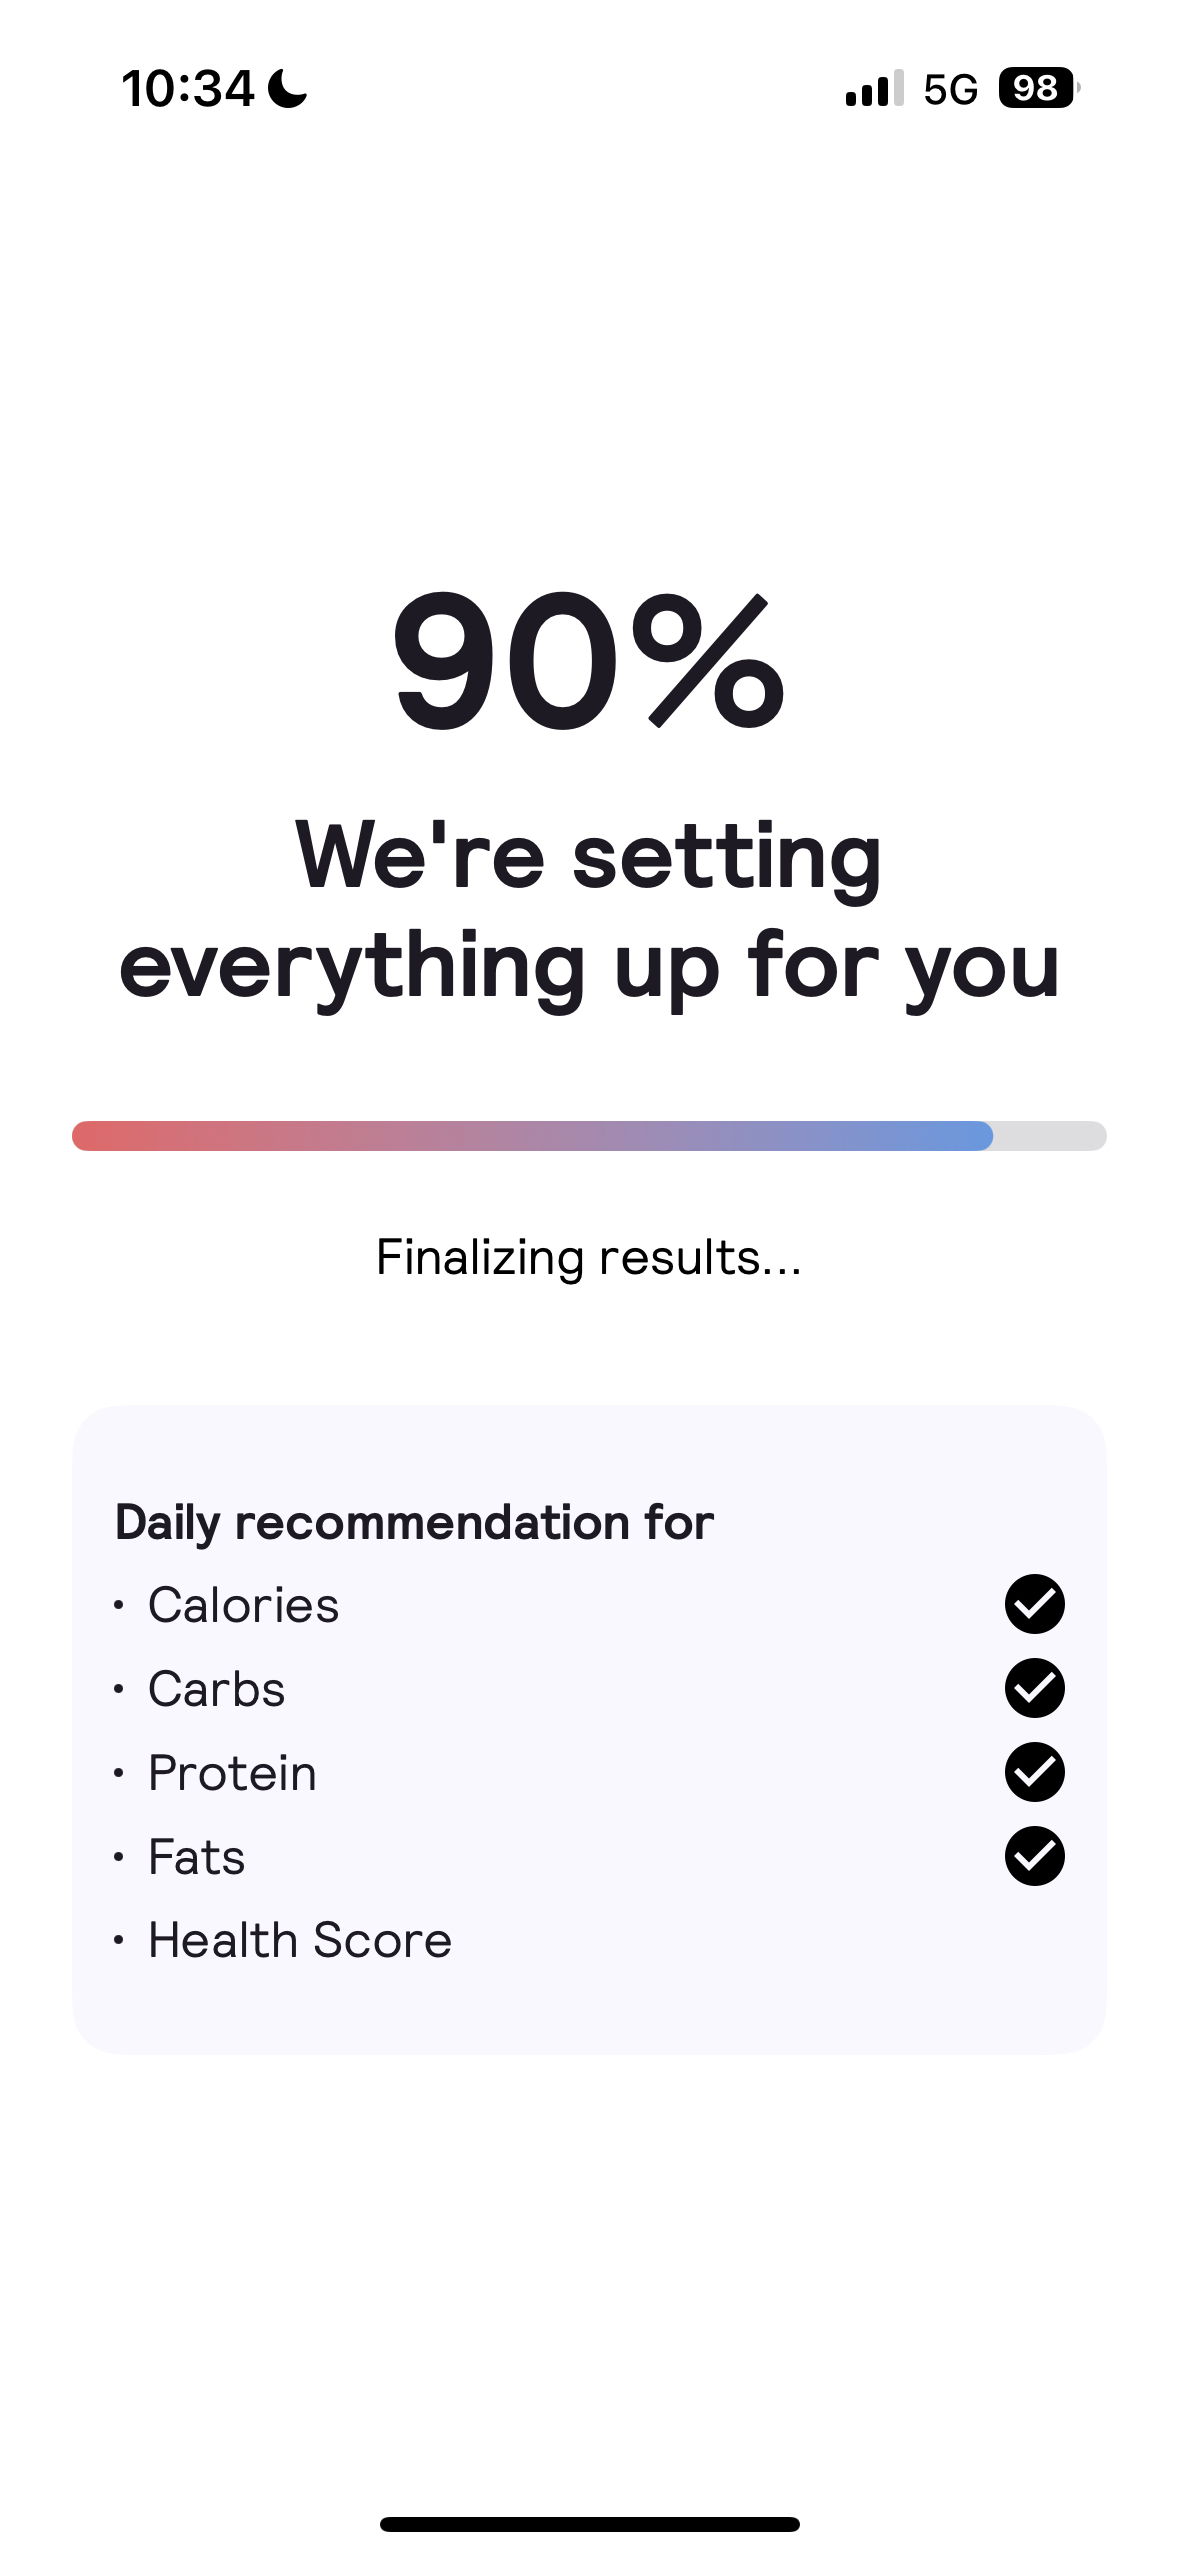 10:34
5G
98
90%
We're setting
everything up for you
Finalizing results...
Daily recommendation for
• Calories
• Carbs
• Protein
• Fats
• Health Score